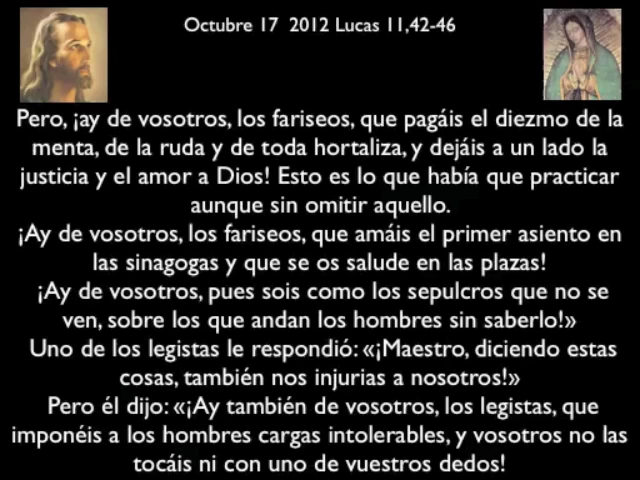 Octubre 17 2012 Lucas 11,42-46
Pero, ¡ay de vosotros, los fariseos, que pagáis el diezmo de la
menta, de la ruda y de toda hortaliza, y dejáis a un lado la
justicia y el amor a Dios! Esto es lo que había que practicar
aunque sin omitir aquello.
¡Ay de vosotros, los fariseos, que amáis el primer asiento en
las sinagogas y que se os salude en las plazas!
¡Ay de vosotros, pues sois como los sepulcros que no se
ven, sobre los que andan los hombres sin saberlo!»
Uno de los legistas le respondió: «¡Maestro, diciendo estas
cosas, también nos injurias a nosotros!»
Pero él dijo: «¡Ay también de vosotros, los legistas, que
imponéis a los hombres cargas intolerables, y vosotros no las
tocáis ni con uno de vuestros dedos!